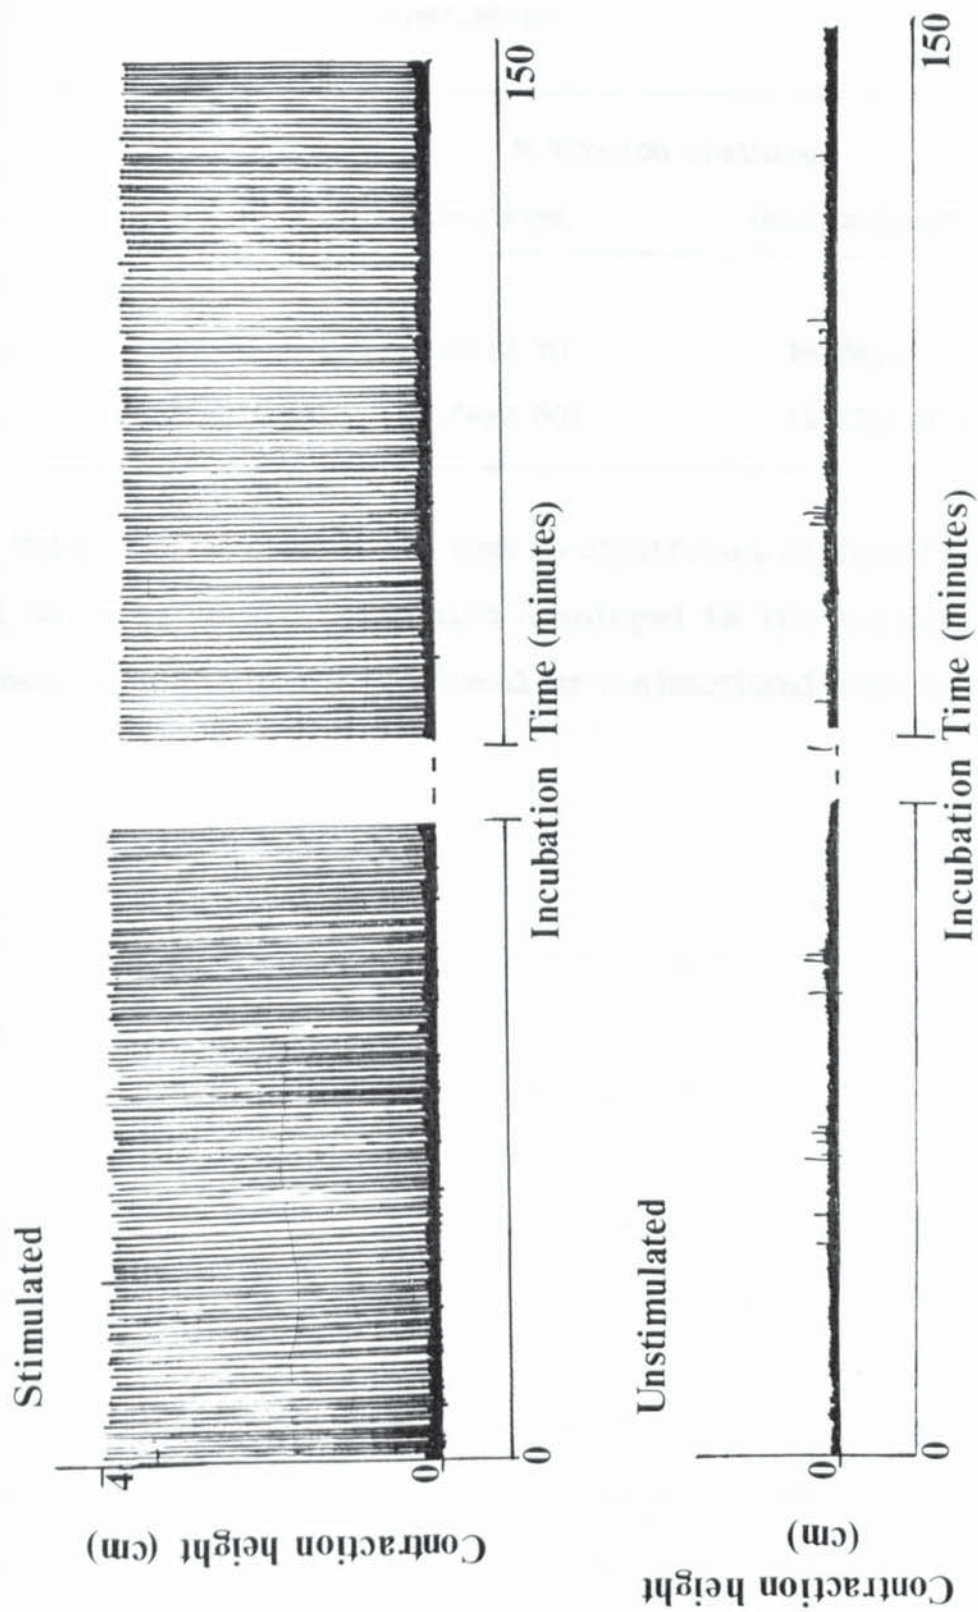 Stimulated
Contraction height (cm)
4
0
0
150
Incubation Time (minutes)
Unstimulated
Contraction height
(cm)
0
0
150
Incubation Time (minutes)